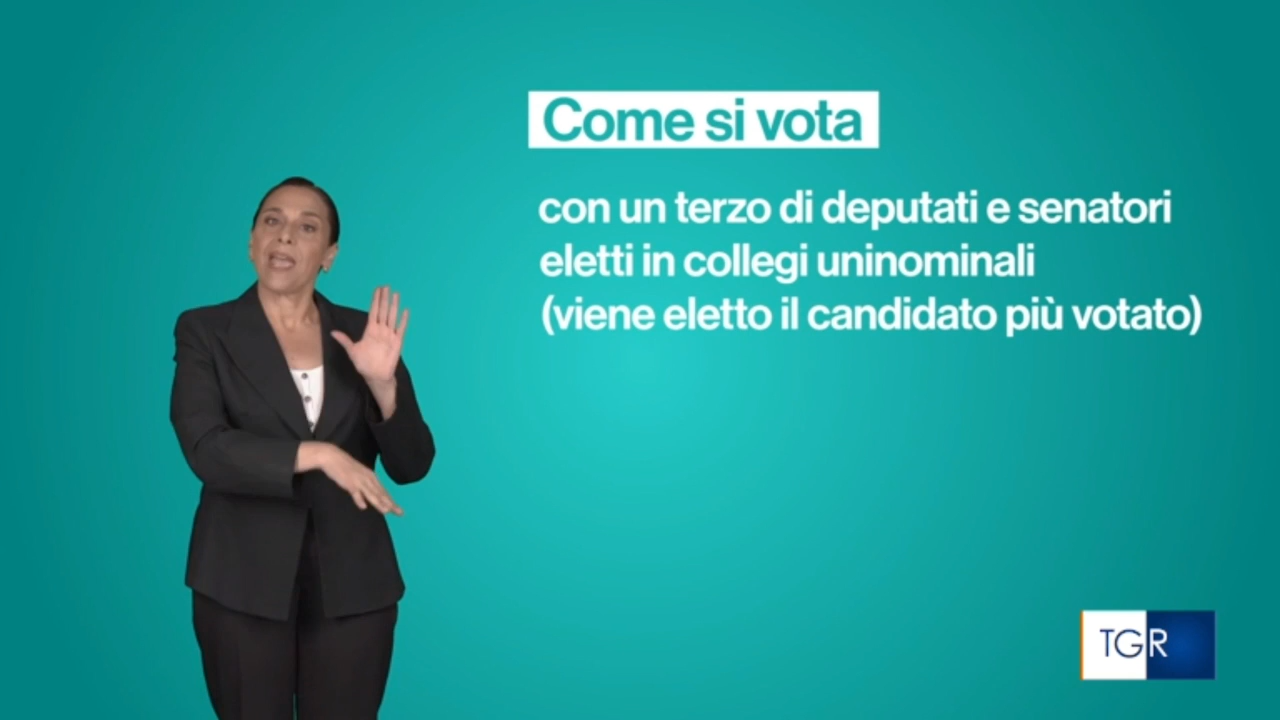 Come si vota
con un terzo di deputati e senatori
eletti in collegi uninominali
(viene eletto il candidato più votato)
TGR